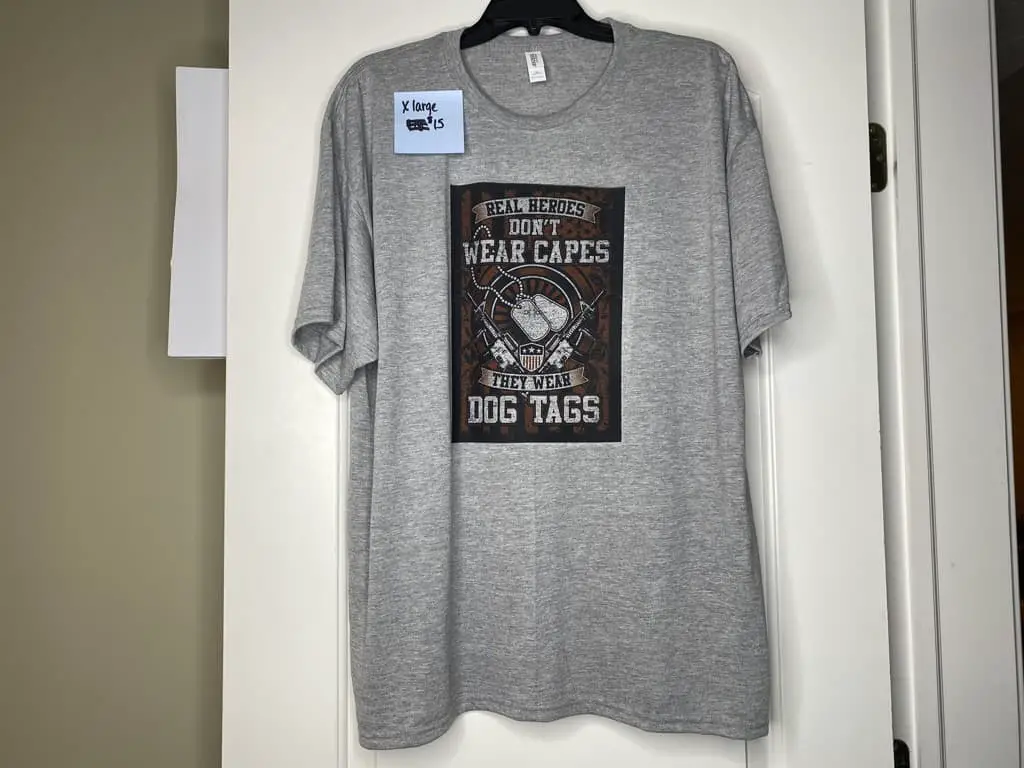 X large
$15
REAL HEROES
DON'T
WEAR CAPES
THEY WEAR
DOG TAGS